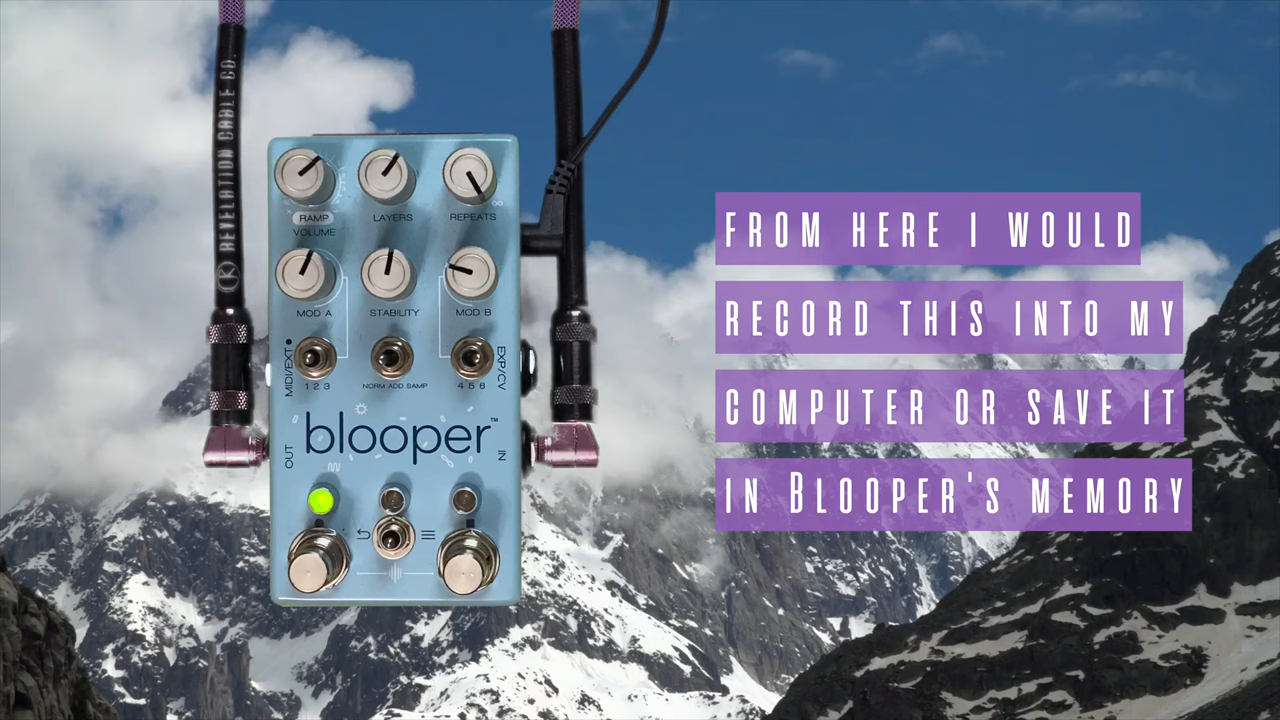 REVELATION CABLE CO.
RAMP
VOLUME
LAYERS
REPEATS
∞
MOD A
STABILITY
MOD B
MIDI/EXT
EXP/CV
1 2 3
NORM ADD SAMP
4 5 6
blooper™
OUT
IN
FROM HERE I WOULD
RECORD THIS INTO MY
COMPUTER OR SAVE IT
IN BLOOPER'S MEMORY